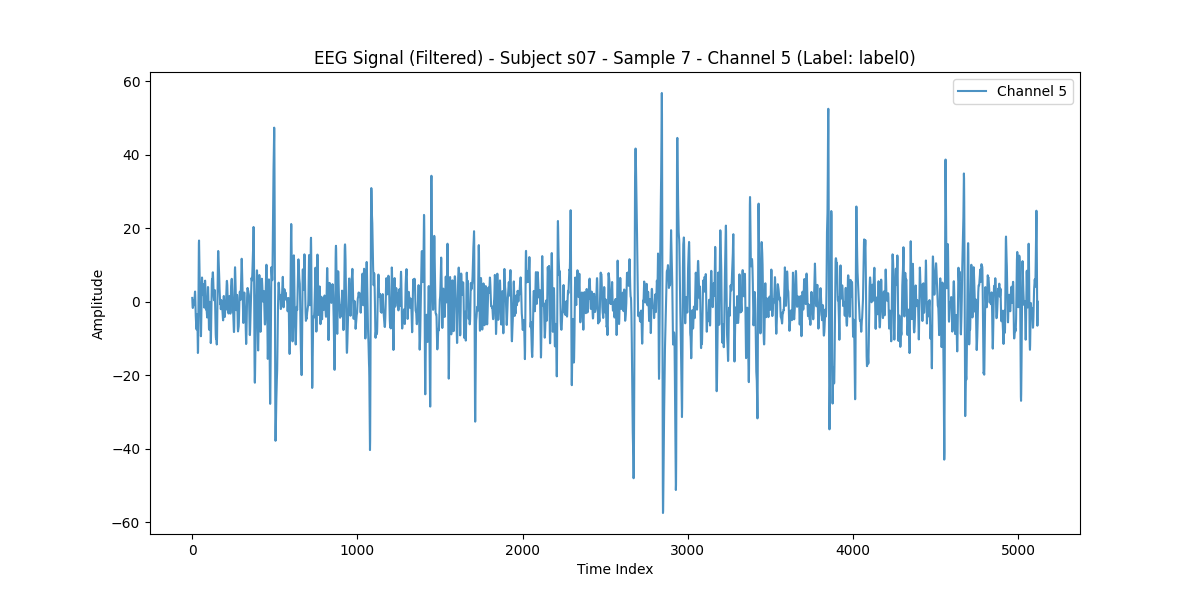 EEG Signal (Filtered) - Subject s07 - Sample 7 - Channel 5 (Label: label0)
Channel 5
60
40
20
0
−20
−40
−60
Amplitude
0 1000 2000 3000 4000 5000
Time Index